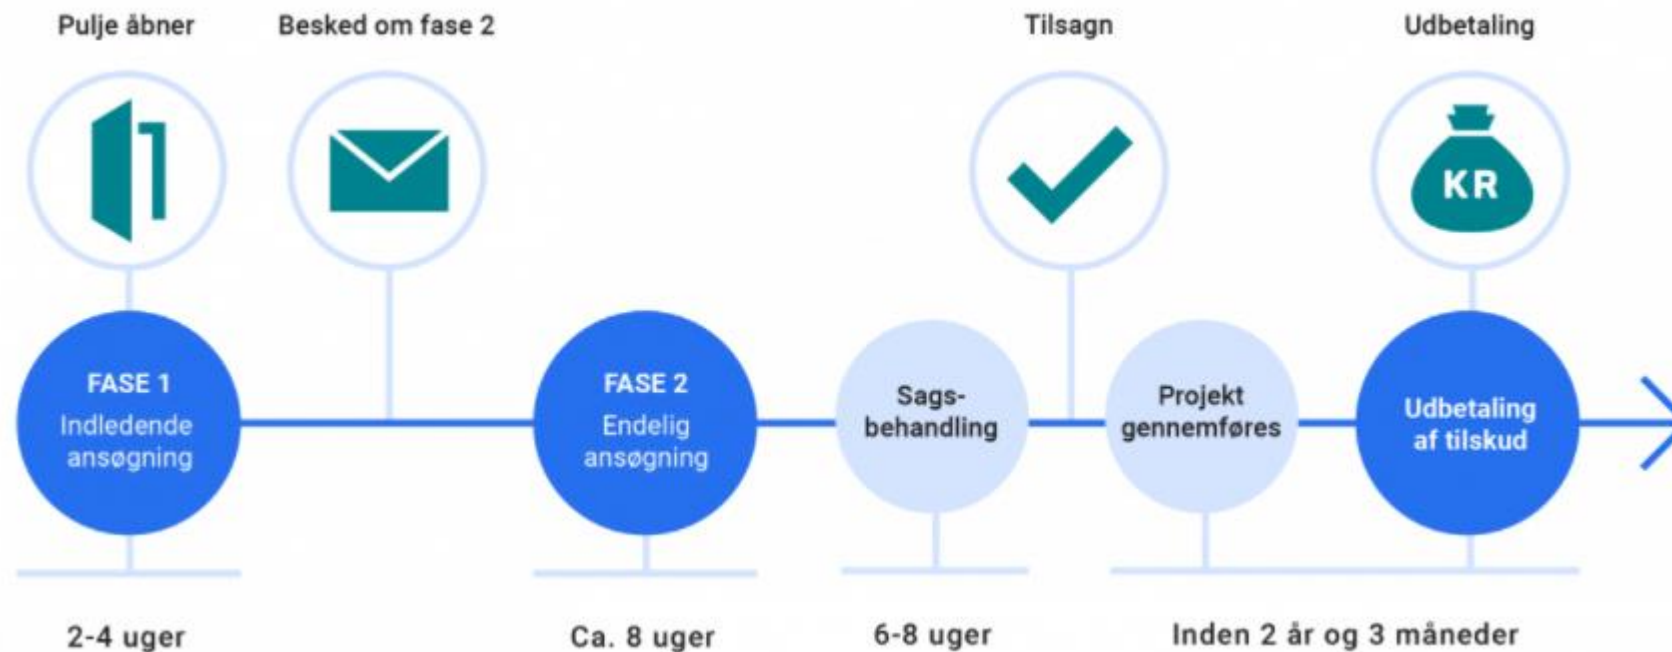 Pulje åbner
Besked om fase 2
Tilsagn
Udbetaling
KR
FASE 1
Indledende
ansøgning
FASE 2
Endelig
ansøgning
Sags-
behandling
Projekt
gennemføres
Udbetaling
af tilskud
2-4 uger
Ca. 8 uger
6-8 uger
Inden 2 år og 3 måneder